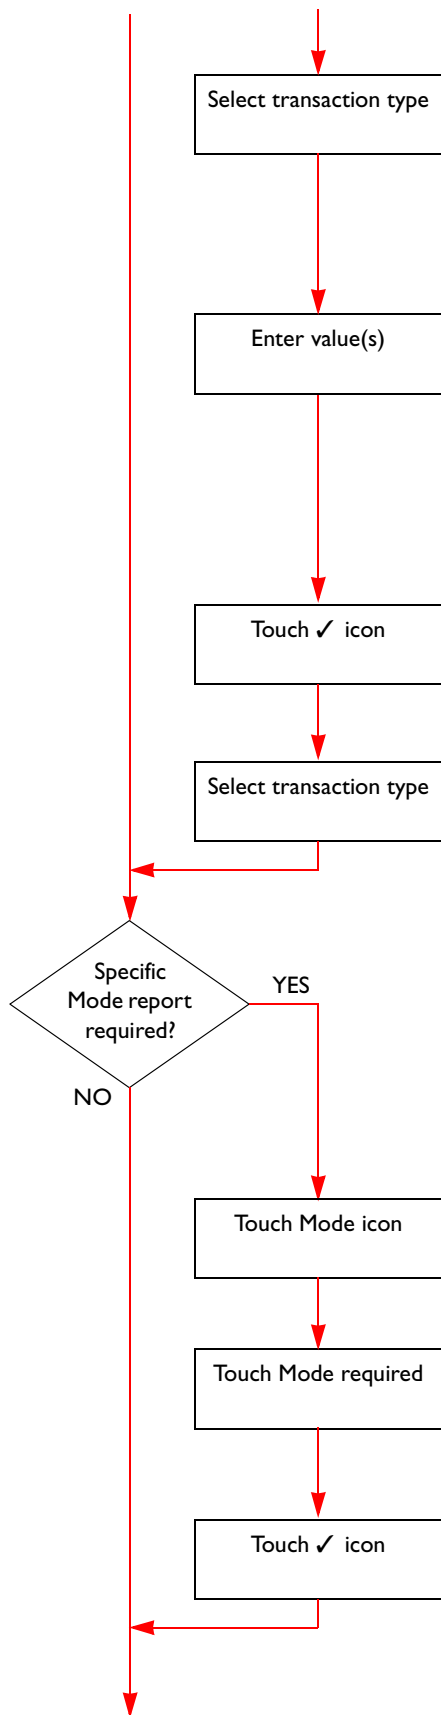 Select transaction type
Enter value(s)
Touch ✓ icon
Select transaction type
Specific
Mode report
required?
YES
NO
Touch Mode icon
Touch Mode required
Touch ✓ icon